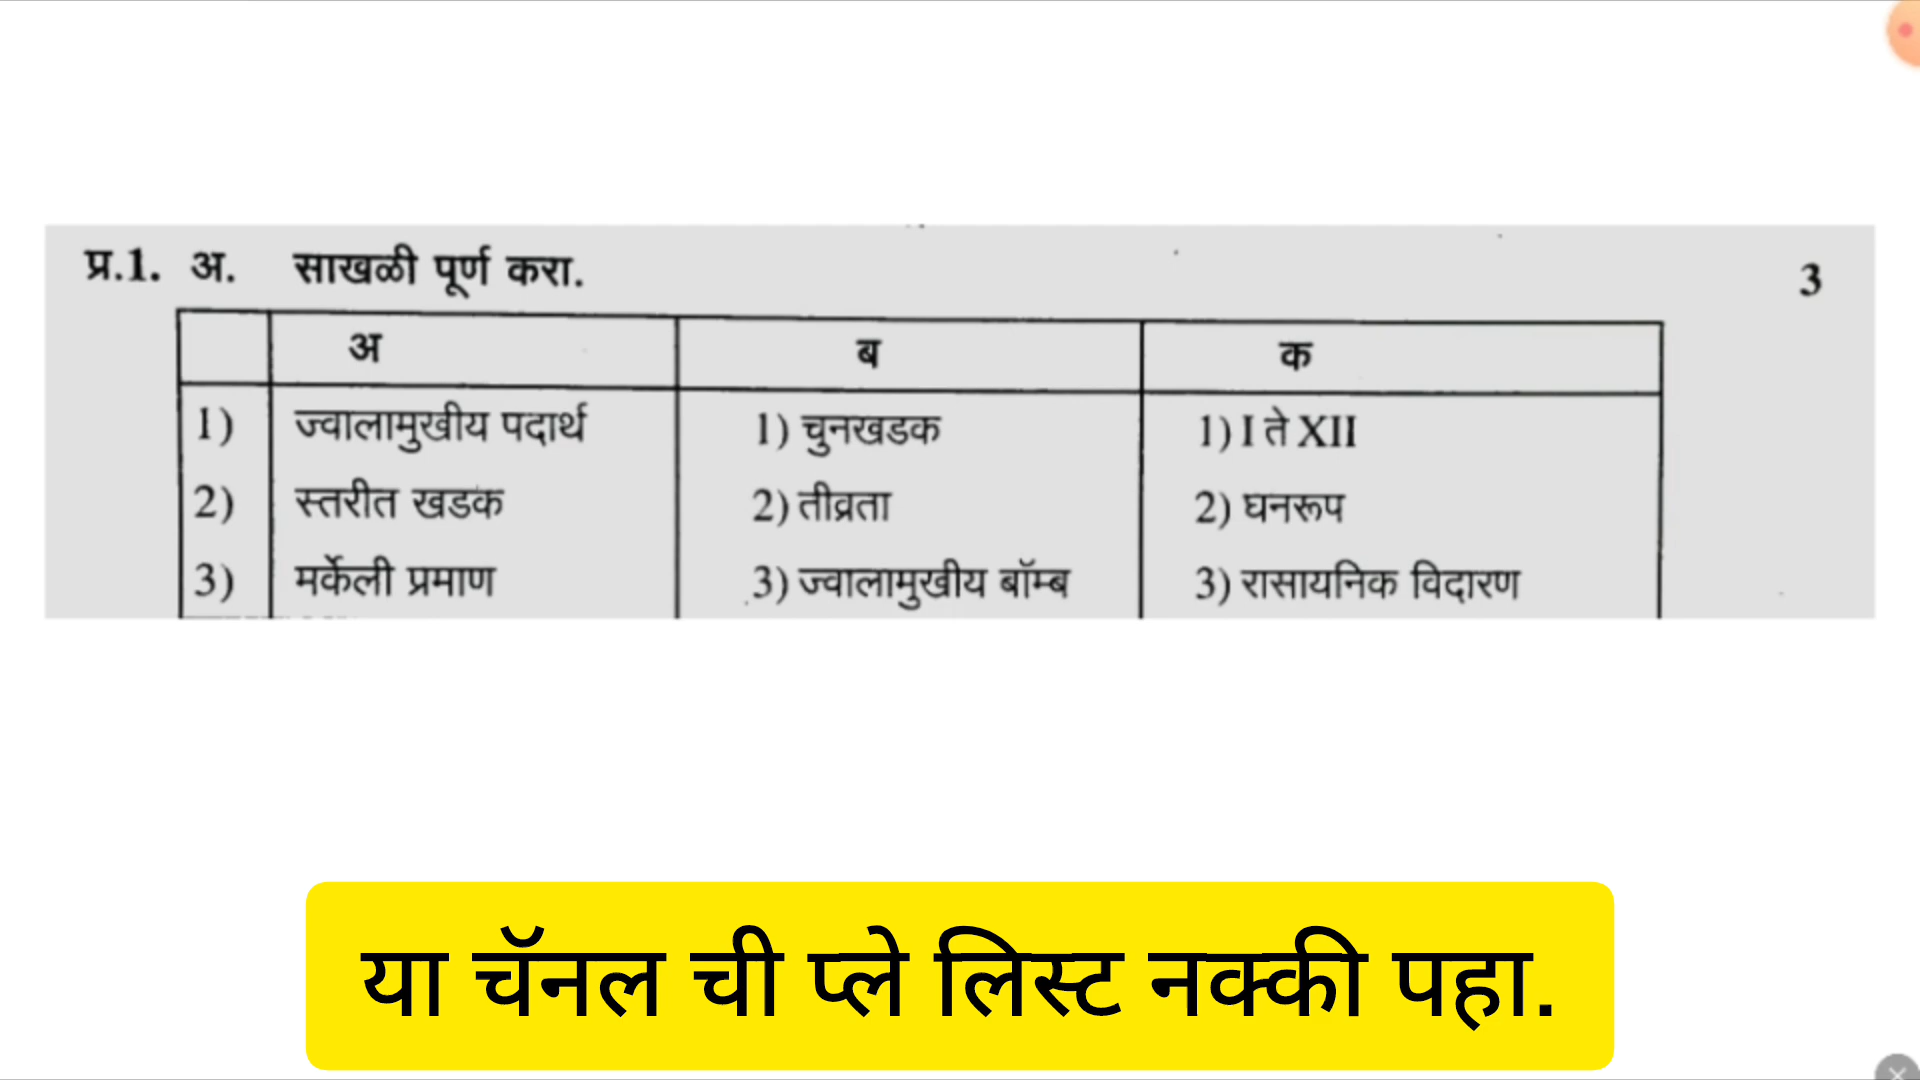 प्र.1. अ. साखळी पूर्ण करा. 3
अ ब क
1) ज्वालामुखीय पदार्थ 1) चुनखडक 1) I ते XII
2) स्तरीत खडक 2) तीव्रता 2) घनरूप
3) मर्केली प्रमाण 3) ज्वालामुखीय बॉम्ब 3) रासायनिक विदारण
या चॅनल ची प्ले लिस्ट नक्की पहा.